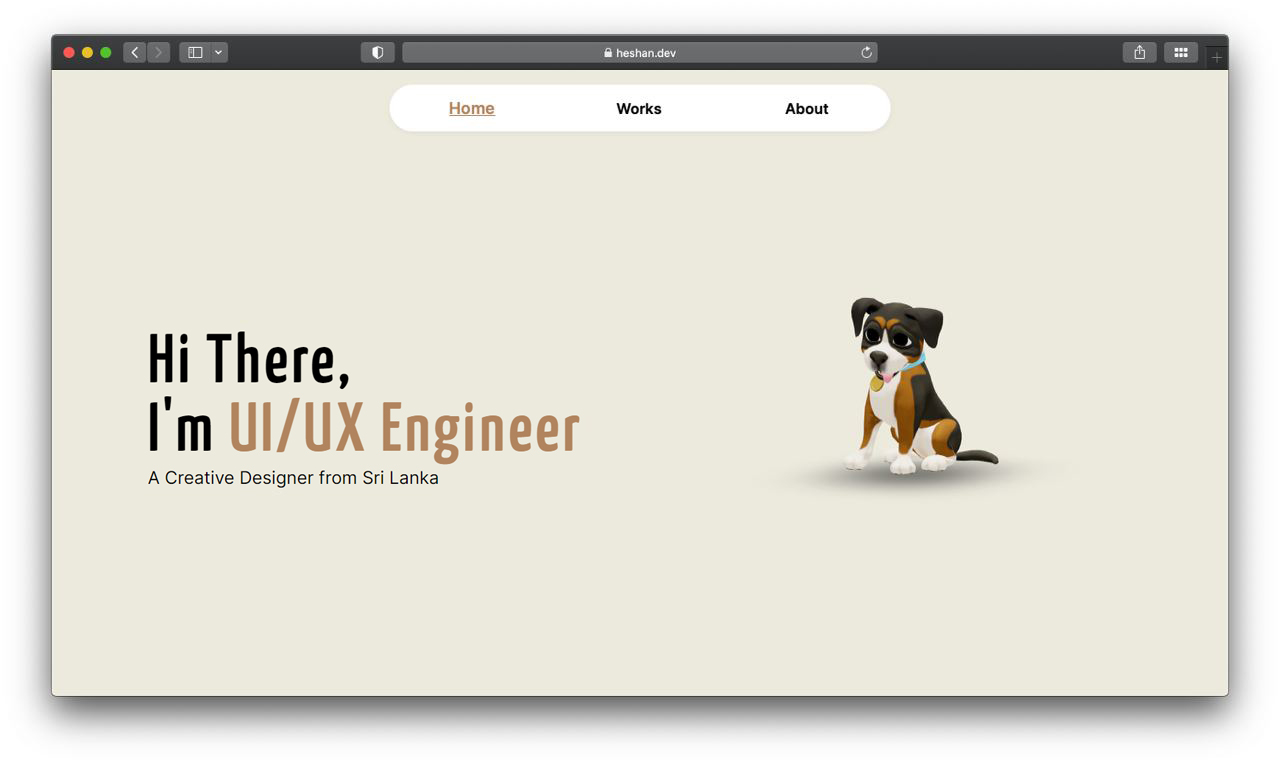 heshan.dev
Home Works About
Hi There,
I'm UI/UX Engineer
A Creative Designer from Sri Lanka